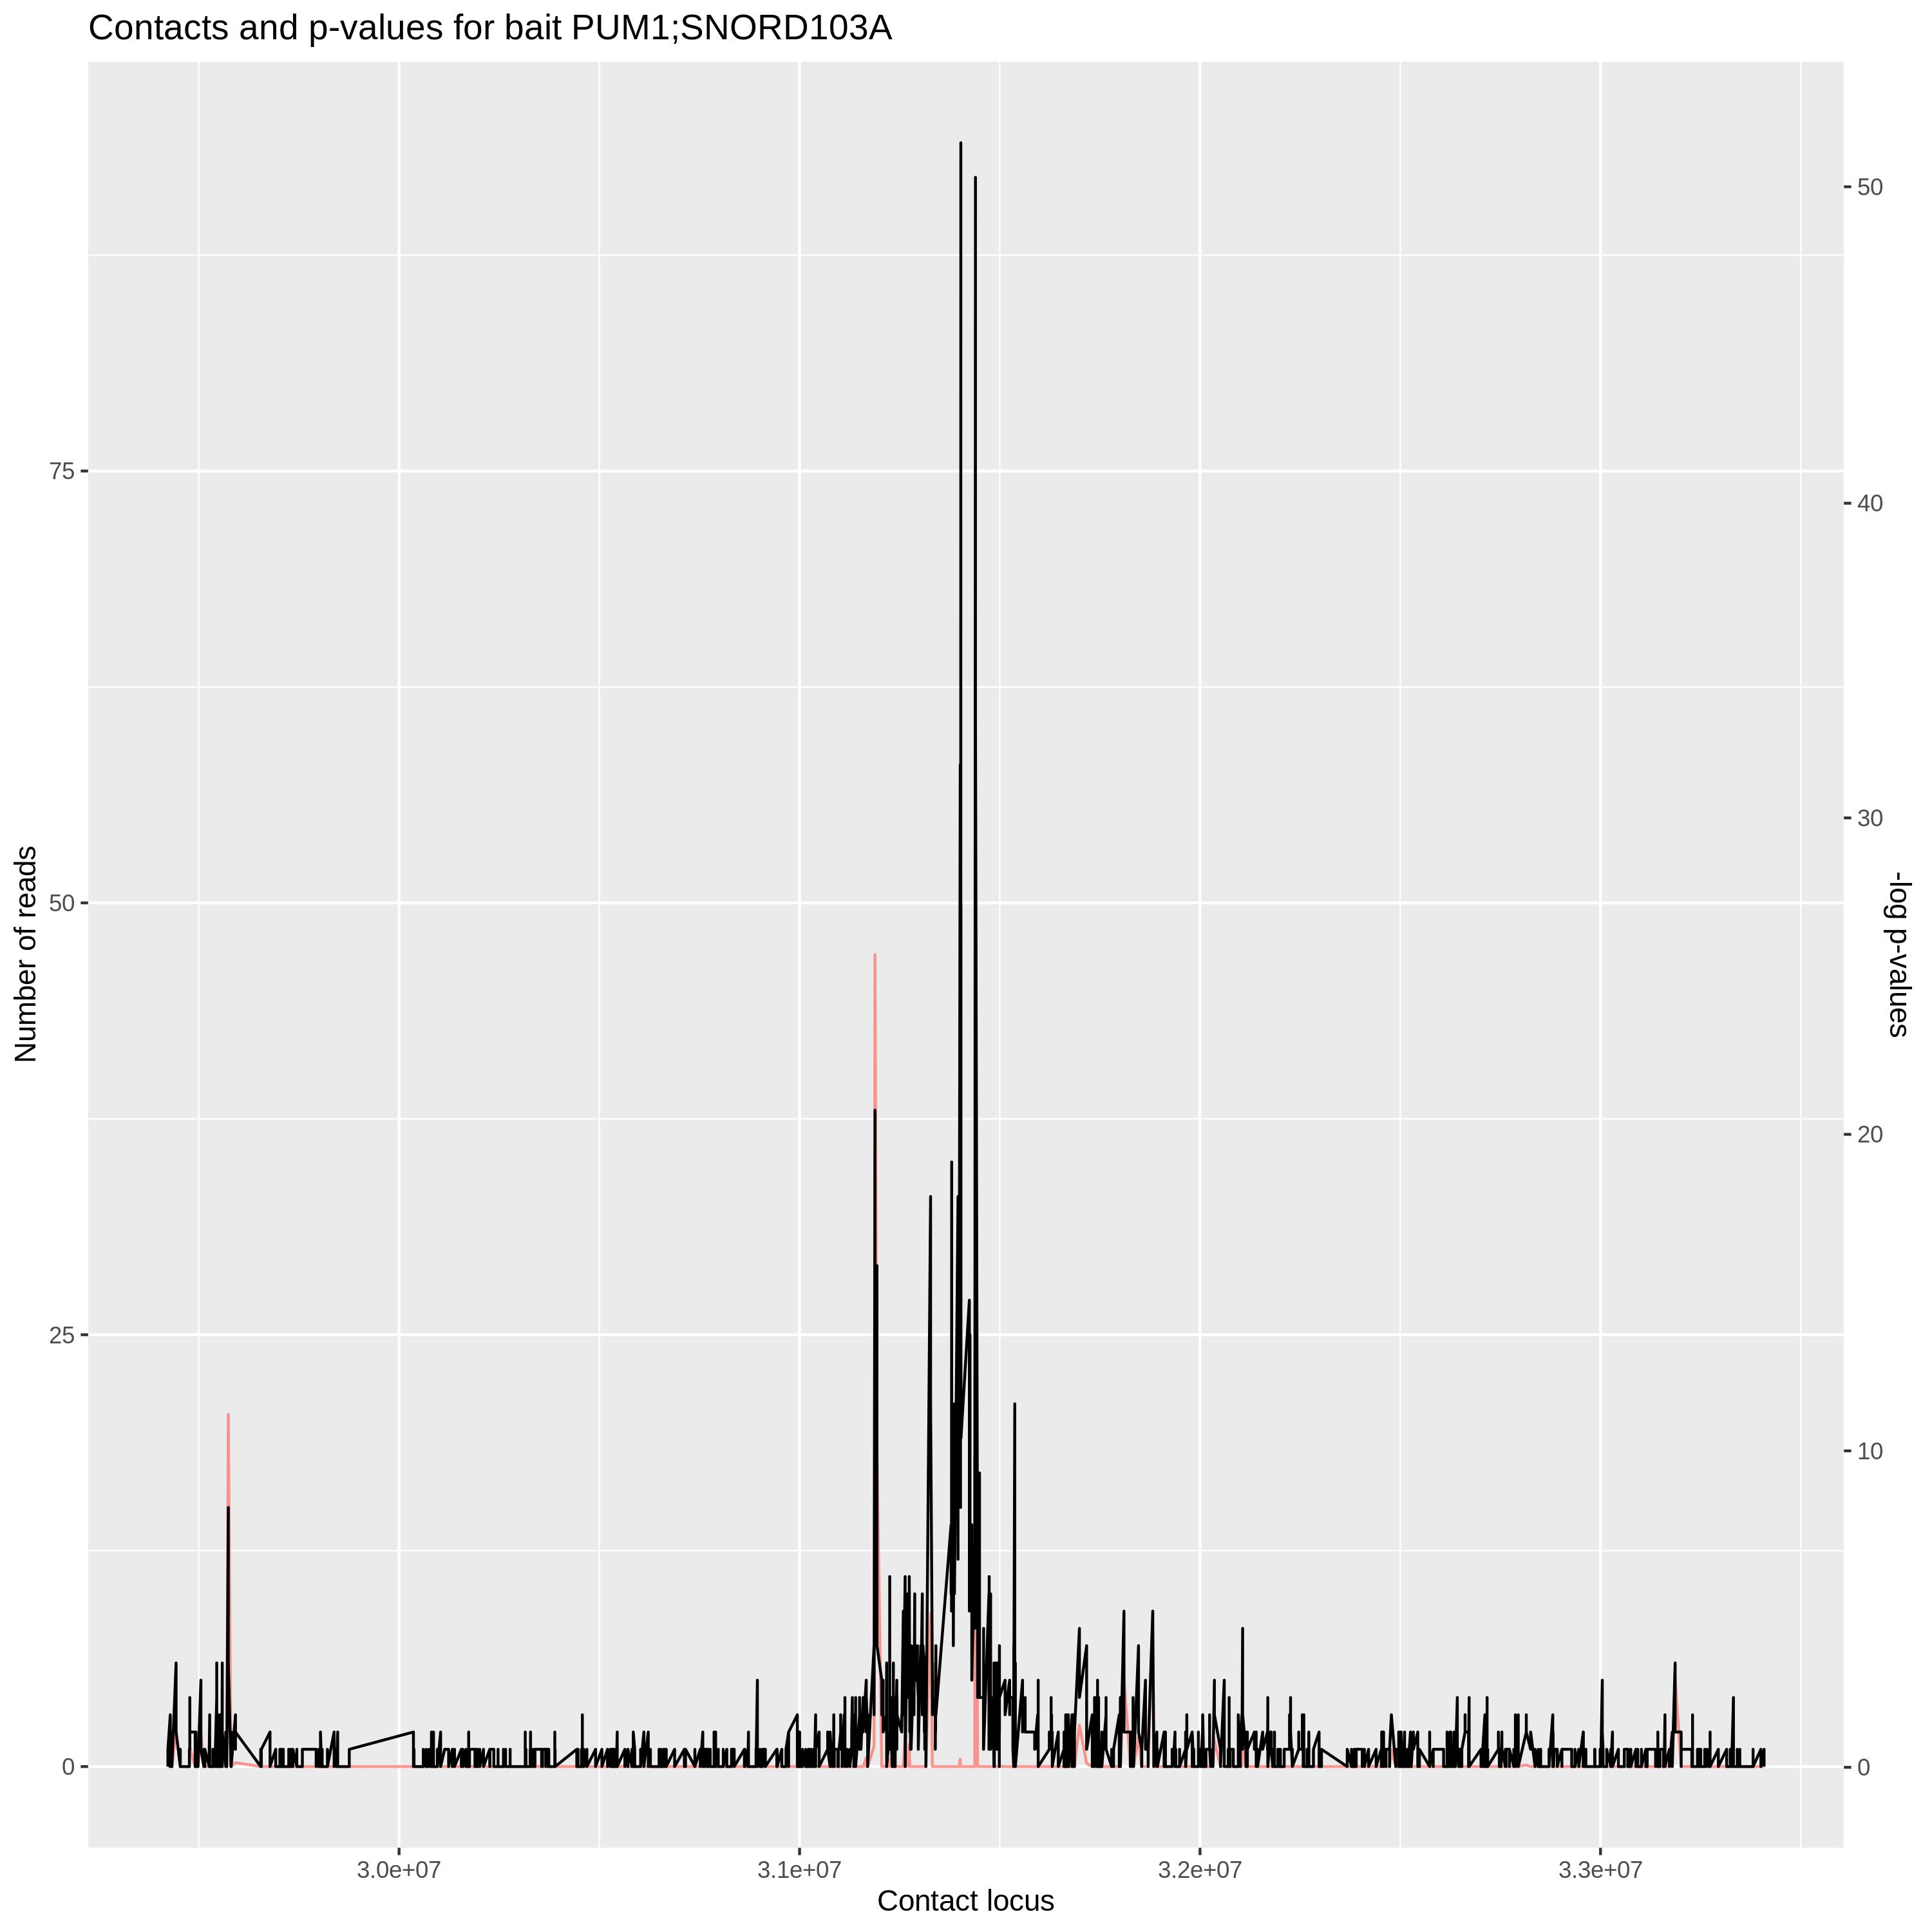 Contacts and p-values for bait PUM1;SNORD103A
Number of reads
75
50
25
0
50
40
30
20
10
0
-log p-values
3.0e+07 3.1e+07 3.2e+07 3.3e+07
Contact locus